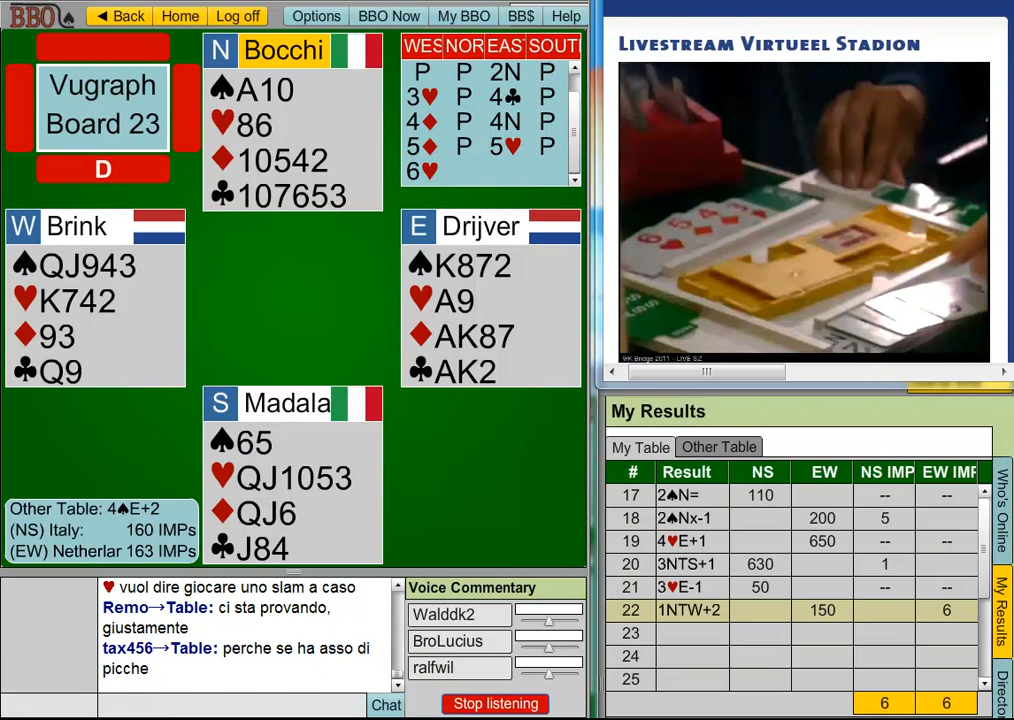 BBO
Back Home Log off Options BBO Now My BBO BB$ Help
Vugraph
Board 23
D
N Bocchi
♠A10
♥86
♦10542
♣107653
WES NOR EAS SOUT
P P 2N P
3♥ P 4♣ P
4♦ P 4N P
5♦ P 5♥ P
6♥
W Brink
♠QJ943
♥K742
♦93
♣Q9
E Drijver
♠K872
♥A9
♦AK87
♣AK2
S Madala
♠65
♥QJ1053
♦QJ6
♣J84
Other Table: 4♠E+2
(NS) Italy: 160 IMPs
(EW) Netherlar 163 IMPs
♥ vuol dire giocare uno slam a caso
Remo→Table: ci sta provando,
giustamente
tax456→Table: perche se ha asso di
picche
Chat
Voice Commentary
Walddk2
BroLucius
ralfwil
Stop listening
Livestream Virtueel Stadion
WK Bridge 2011 - LIVE SZ
My Results
My Table Other Table
# Result NS EW NS IMP EW IMF
17 2♠N= 110 -- --
18 2♠Nx-1 200 5
19 4♥E+1 650 -- --
20 3NTS+1 630 1
21 3♥E-1 50 -- --
22 1NTW+2 150 6
23
24
25
6 6
Who's Online
My Results
Director